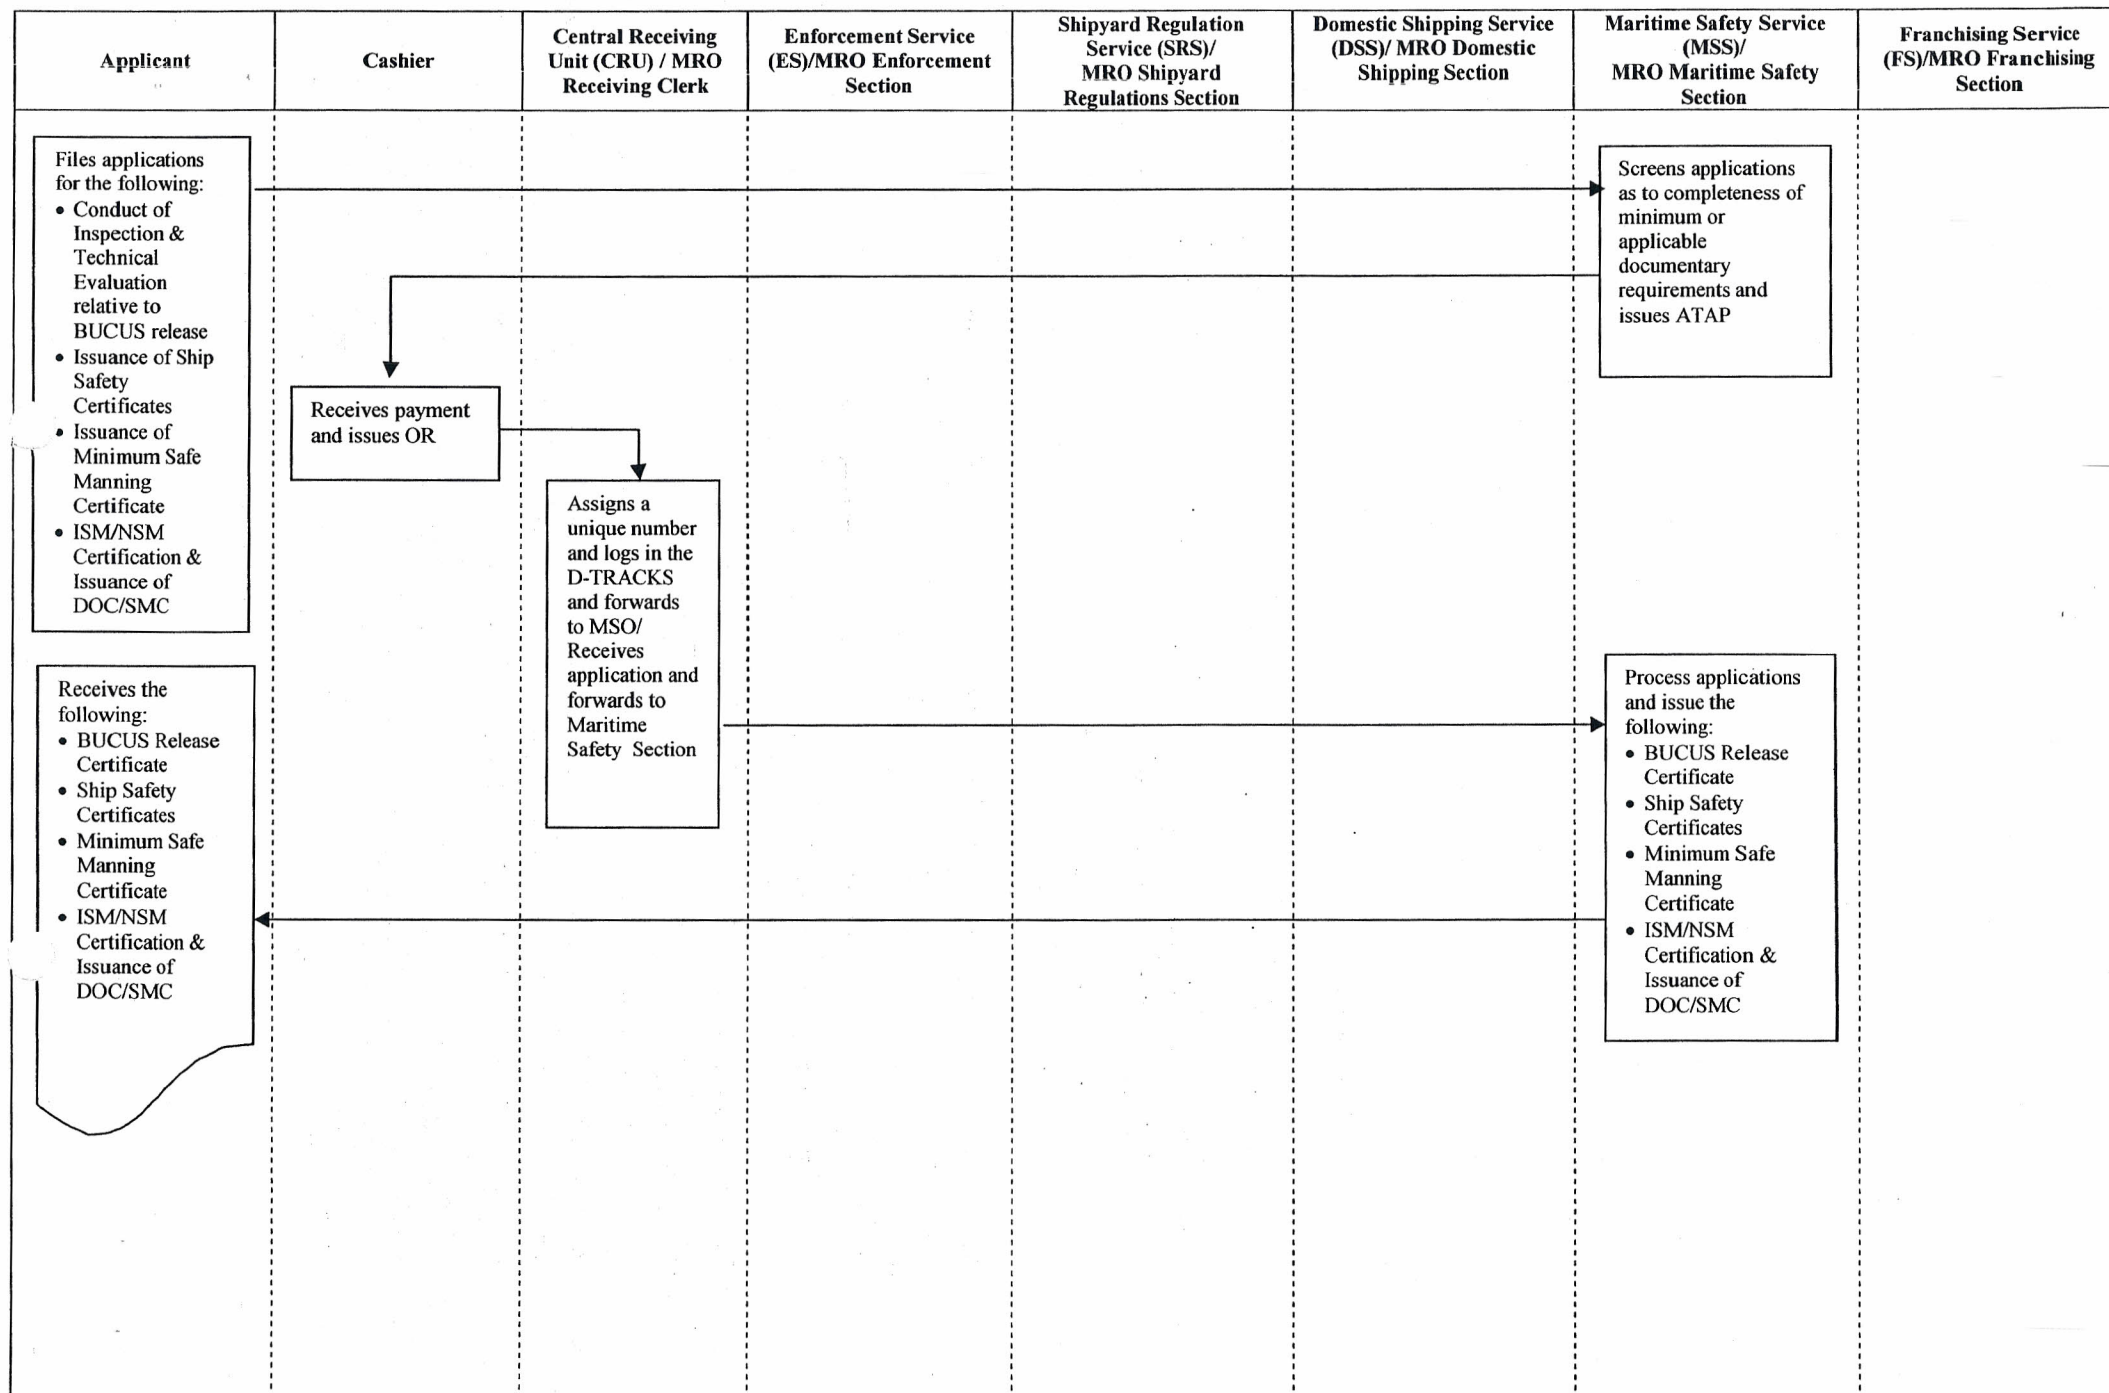 Applicant
Cashier
Central Receiving
Unit (CRU) / MRO
Receiving Clerk
Enforcement Service
(ES)/MRO Enforcement
Section
Shipyard Regulation
Service (SRS)/
MRO Shipyard
Regulations Section
Domestic Shipping Service
(DSS)/ MRO Domestic
Shipping Section
Maritime Safety Service
(MSS)/
MRO Maritime Safety
Section
Franchising Service
(FS)/MRO Franchising
Section
Files applications
for the following:
• Conduct of
Inspection &
Technical
Evaluation
relative to
BUCUS release
• Issuance of Ship
Safety
Certificates
• Issuance of
Minimum Safe
Manning
Certificate
• ISM/NSM
Certification &
Issuance of
DOC/SMC
Screens applications
as to completeness of
minimum or
applicable
documentary
requirements and
issues ATAP
Receives payment
and issues OR
Assigns a
unique number
and logs in the
D-TRACKS
and forwards
to MSO/
Receives
application and
forwards to
Maritime
Safety Section
Process applications
and issue the
following:
• BUCUS Release
Certificate
• Ship Safety
Certificates
• Minimum Safe
Manning
Certificate
• ISM/NSM
Certification &
Issuance of
DOC/SMC
Receives the
following:
• BUCUS Release
Certificate
• Ship Safety
Certificates
• Minimum Safe
Manning
Certificate
• ISM/NSM
Certification &
Issuance of
DOC/SMC